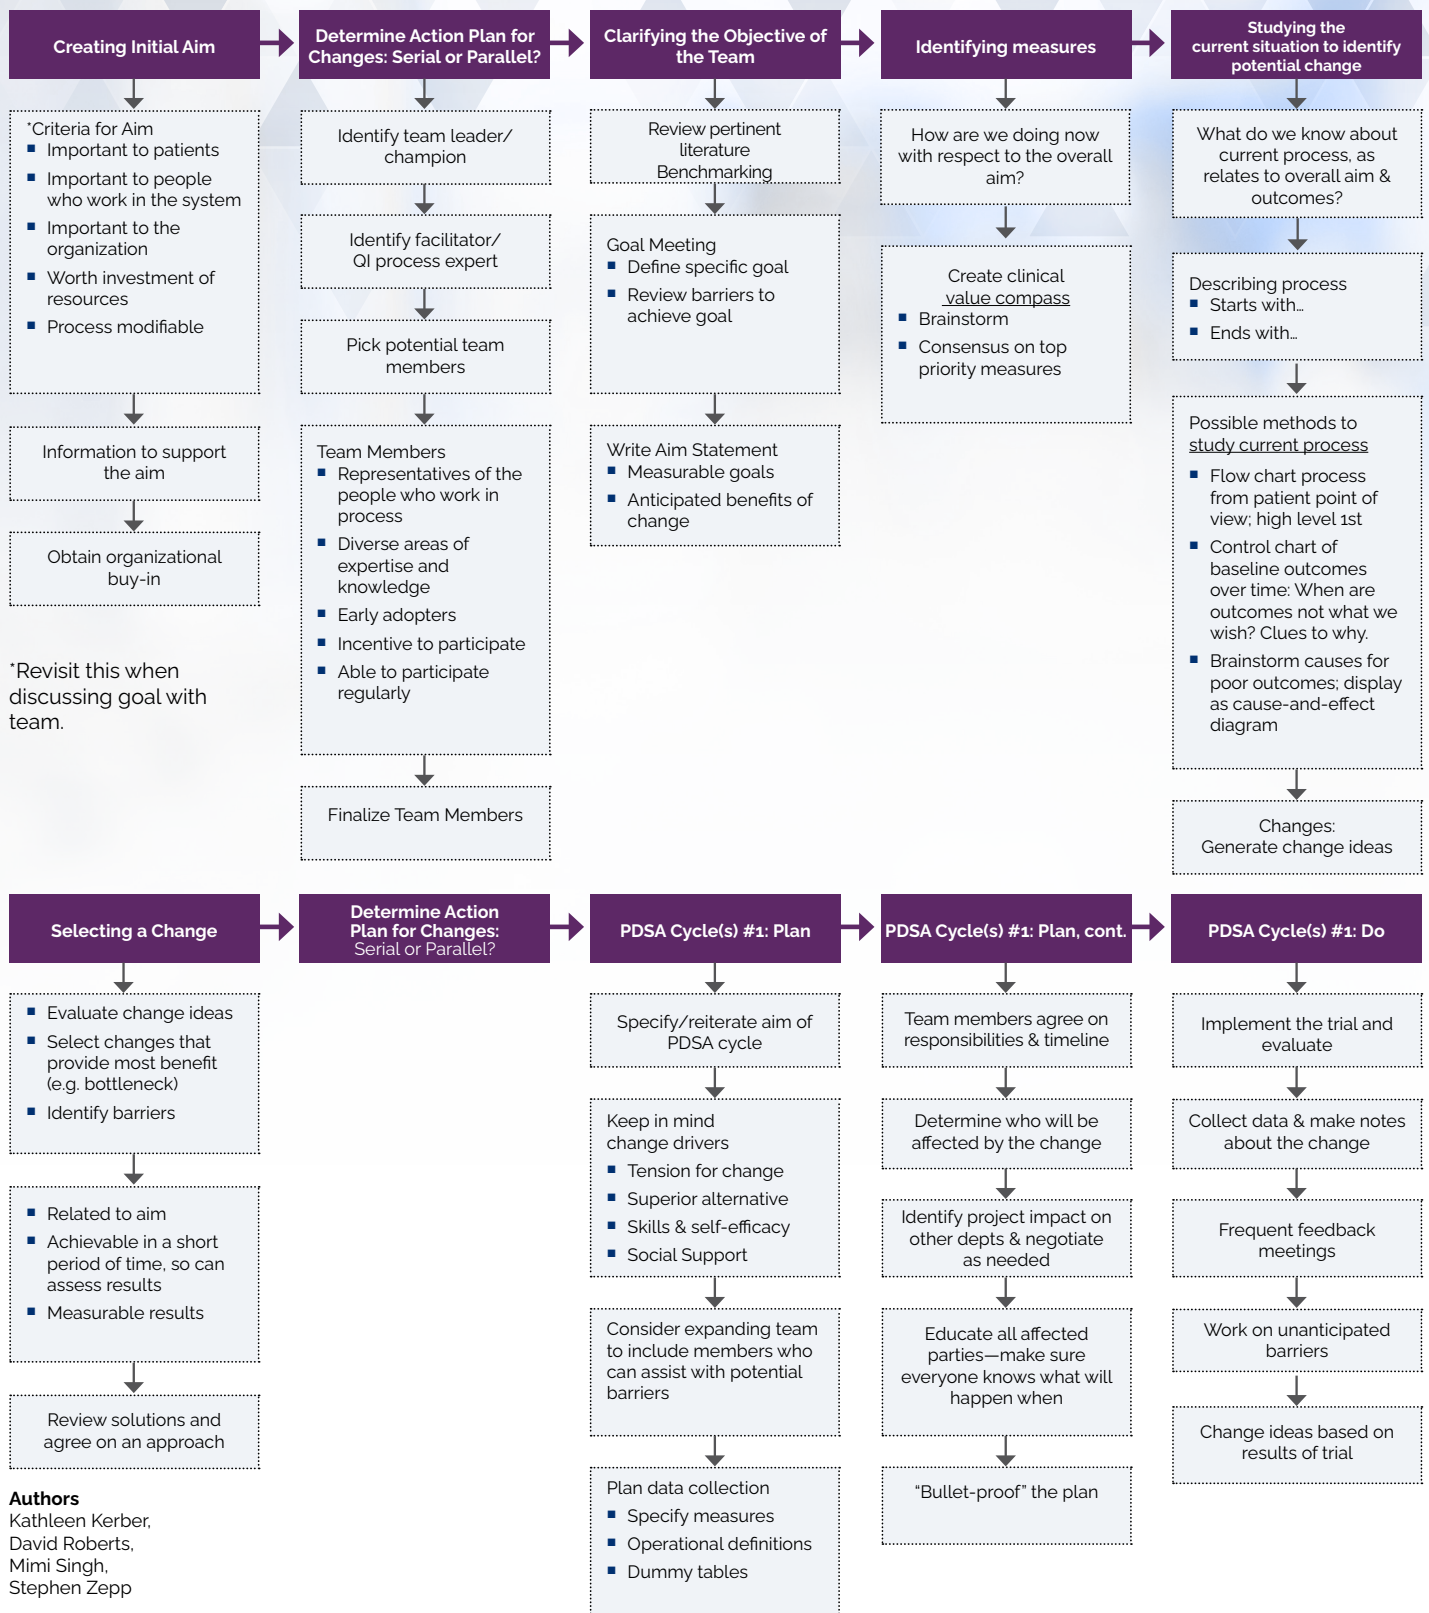 Creating Initial Aim
*Criteria for Aim
Important to patients
Important to people
who work in the system
Important to the
organization
Worth investment of
resources
Process modifiable
Information to support
the aim
Obtain organizational
buy-in
*Revisit this when
discussing goal with
team.
Determine Action Plan for
Changes: Serial or Parallel?
Identify team leader/
champion
Identify facilitator/
QI process expert
Pick potential team
members
Team Members
Representatives of the
people who work in
process
Diverse areas of
expertise and
knowledge
Early adopters
Incentive to participate
Able to participate
regularly
Finalize Team Members
Clarifying the Objective of
the Team
Review pertinent
literature
Benchmarking
Goal Meeting
Define specific goal
Review barriers to
achieve goal
Write Aim Statement
Measurable goals
Anticipated benefits of
change
Identifying measures
How are we doing now
with respect to the overall
aim?
Create clinical
value compass
Brainstorm
Consensus on top
priority measures
Studying the
current situation to identify
potential change
What do we know about
current process, as
relates to overall aim &
outcomes?
Describing process
Starts with…
Ends with…
Possible methods to
study current process
Flow chart process
from patient point of
view; high level 1st
Control chart of
baseline outcomes
over time: When are
outcomes not what we
wish? Clues to why.
Brainstorm causes for
poor outcomes; display
as cause-and-effect
diagram
Changes:
Generate change ideas
Selecting a Change
Evaluate change ideas
Select changes that
provide most benefit
(e.g. bottleneck)
Identify barriers
Related to aim
Achievable in a short
period of time, so can
assess results
Measurable results
Review solutions and
agree on an approach
Determine Action
Plan for Changes:
Serial or Parallel?
PDSA Cycle(s) #1: Plan
Specify/reiterate aim of
PDSA cycle
Keep in mind
change drivers
Tension for change
Superior alternative
Skills & self-efficacy
Social Support
Consider expanding team
to include members who
can assist with potential
barriers
Plan data collection
Specify measures
Operational definitions
Dummy tables
PDSA Cycle(s) #1: Plan, cont.
Team members agree on
responsibilities & timeline
Determine who will be
affected by the change
Identify project impact on
other depts & negotiate
as needed
Educate all affected
parties—make sure
everyone knows what will
happen when
“Bullet-proof” the plan
PDSA Cycle(s) #1: Do
Implement the trial and
evaluate
Collect data & make notes
about the change
Frequent feedback
meetings
Work on unanticipated
barriers
Change ideas based on
results of trial
Authors
Kathleen Kerber,
David Roberts,
Mimi Singh,
Stephen Zepp